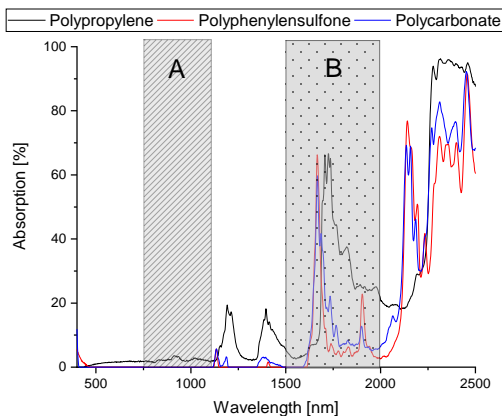 Polypropylene Polyphenylensulfone Polycarbonate
100
A B
80
60
40
20
0
Absorption [%]
500 1000 1500 2000 2500
Wavelength [nm]